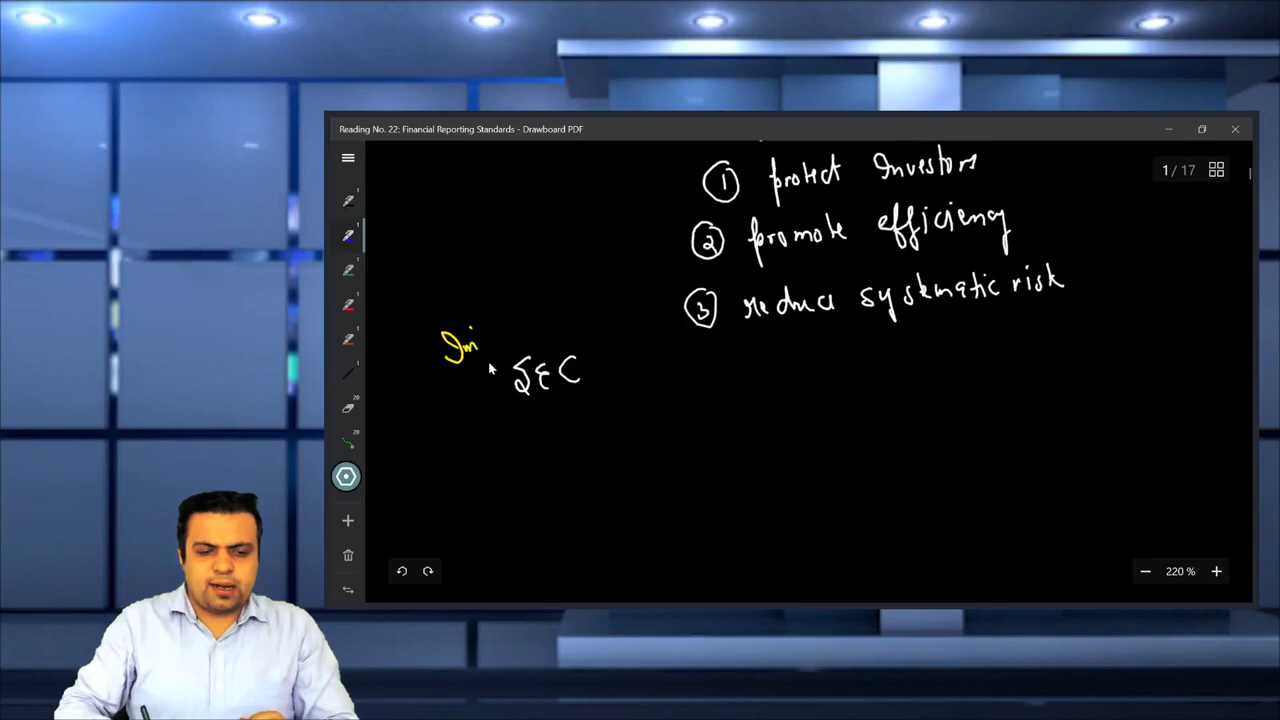 Reading No. 22: Financial Reporting Standards - Drawboard PDF
1 / 17
① protect Investors
② promote efficiency
③ reduce systematic risk
SEC
220 %